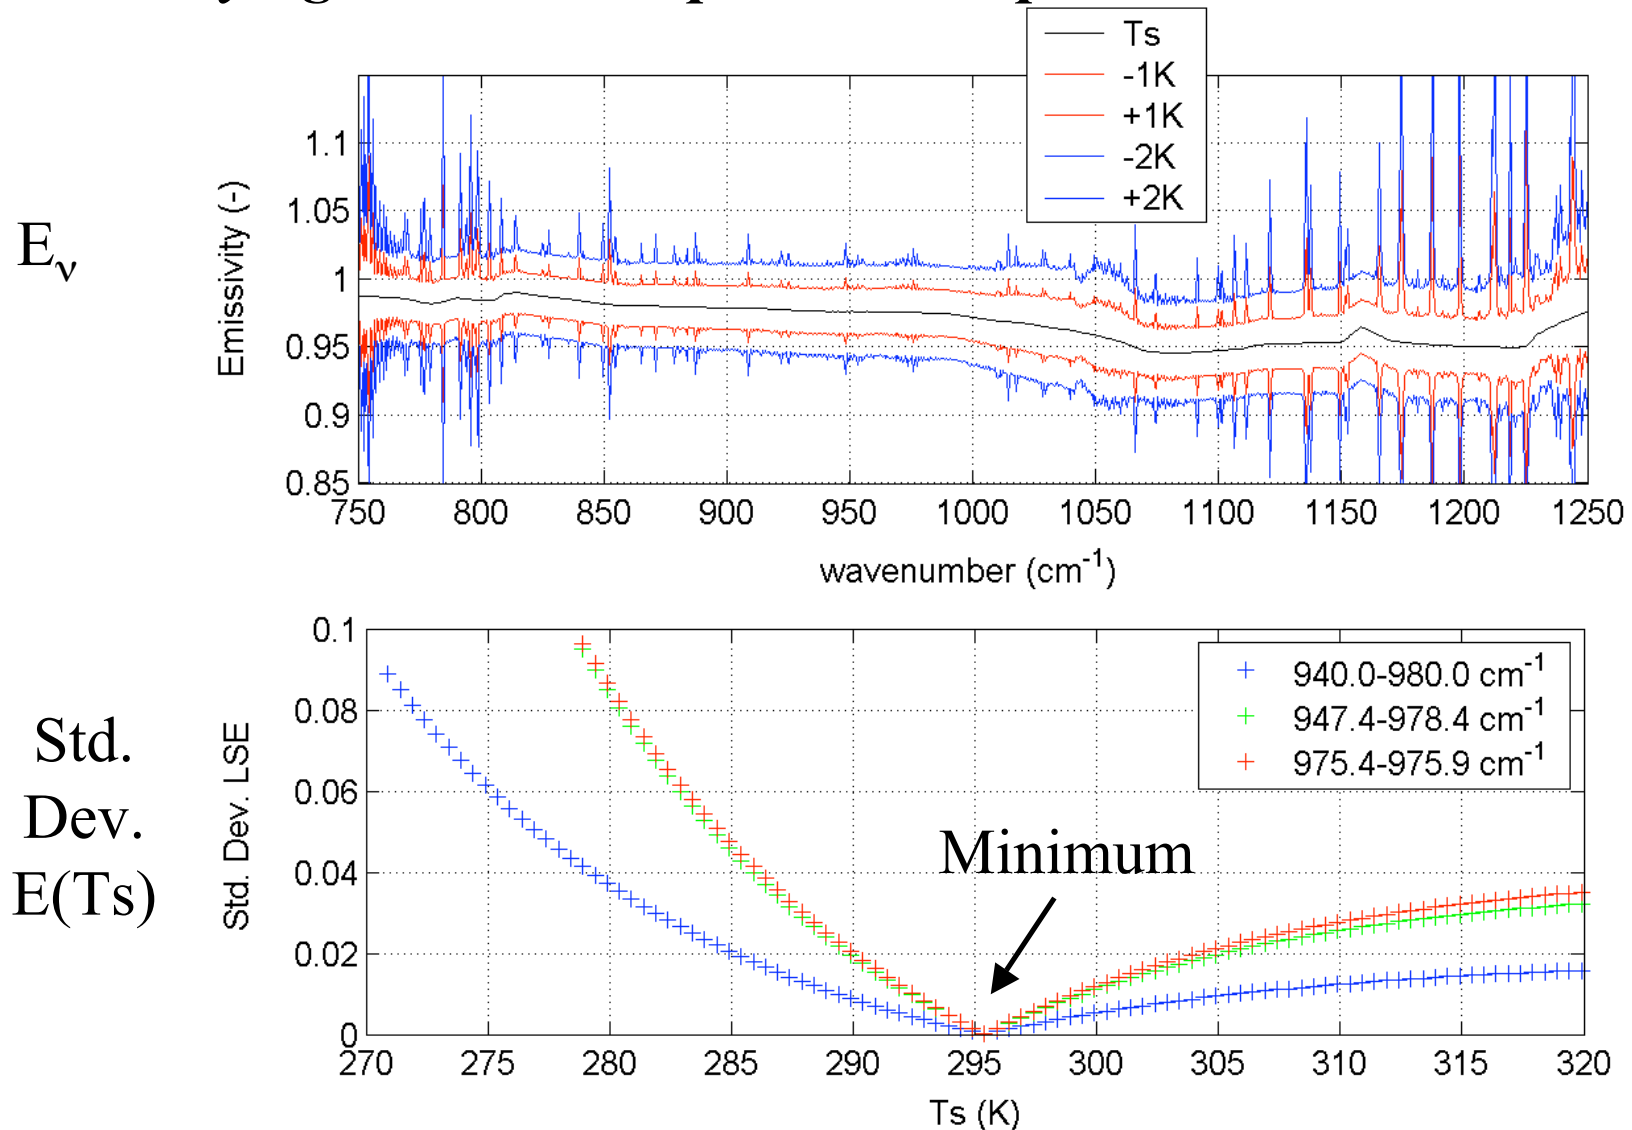 Ts
-1K
+1K
-2K
+2K
1.1
1.05
1
0.95
0.9
0.85
Emissivity (-)
E_ν
750 800 850 900 950 1000 1050 1100 1150 1200 1250
wavenumber (cm⁻¹)
0.1
0.08
0.06
0.04
0.02
0
Std. Dev. LSE
Std.
Dev.
E(Ts)
940.0-980.0 cm⁻¹
947.4-978.4 cm⁻¹
975.4-975.9 cm⁻¹
Minimum
270 275 280 285 290 295 300 305 310 315 320
Ts (K)